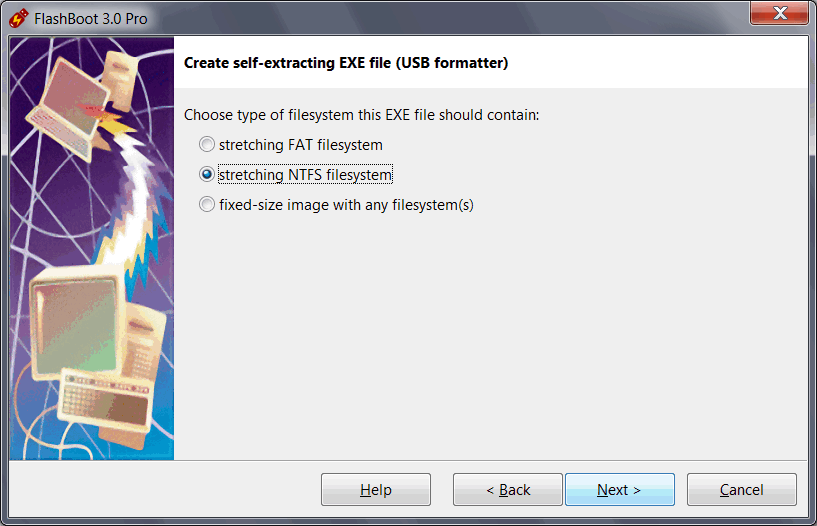 FlashBoot 3.0 Pro
Create self-extracting EXE file (USB formatter)
Choose type of filesystem this EXE file should contain:
stretching FAT filesystem
stretching NTFS filesystem
fixed-size image with any filesystem(s)
Help
< Back
Next >
Cancel